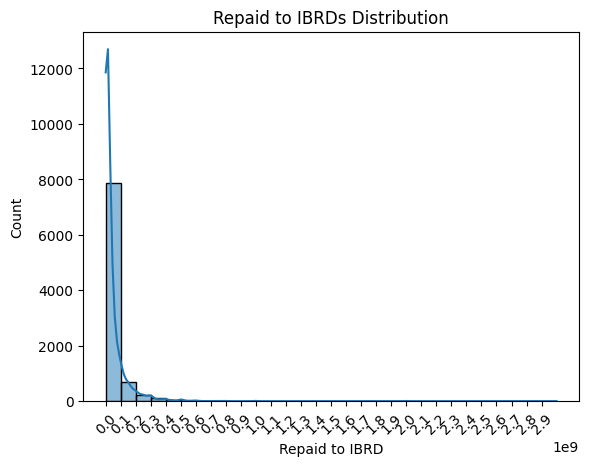 Repaid to IBRDs Distribution
12000
10000
8000
6000
4000
2000
0
Count
0.0 0.1 0.2 0.3 0.4 0.5 0.6 0.7 0.8 0.9 1.0 1.1 1.2 1.3 1.4 1.5 1.6 1.7 1.8 1.9 2.0 2.1 2.2 2.3 2.4 2.5 2.6 2.7 2.8 2.9
Repaid to IBRD
1e9